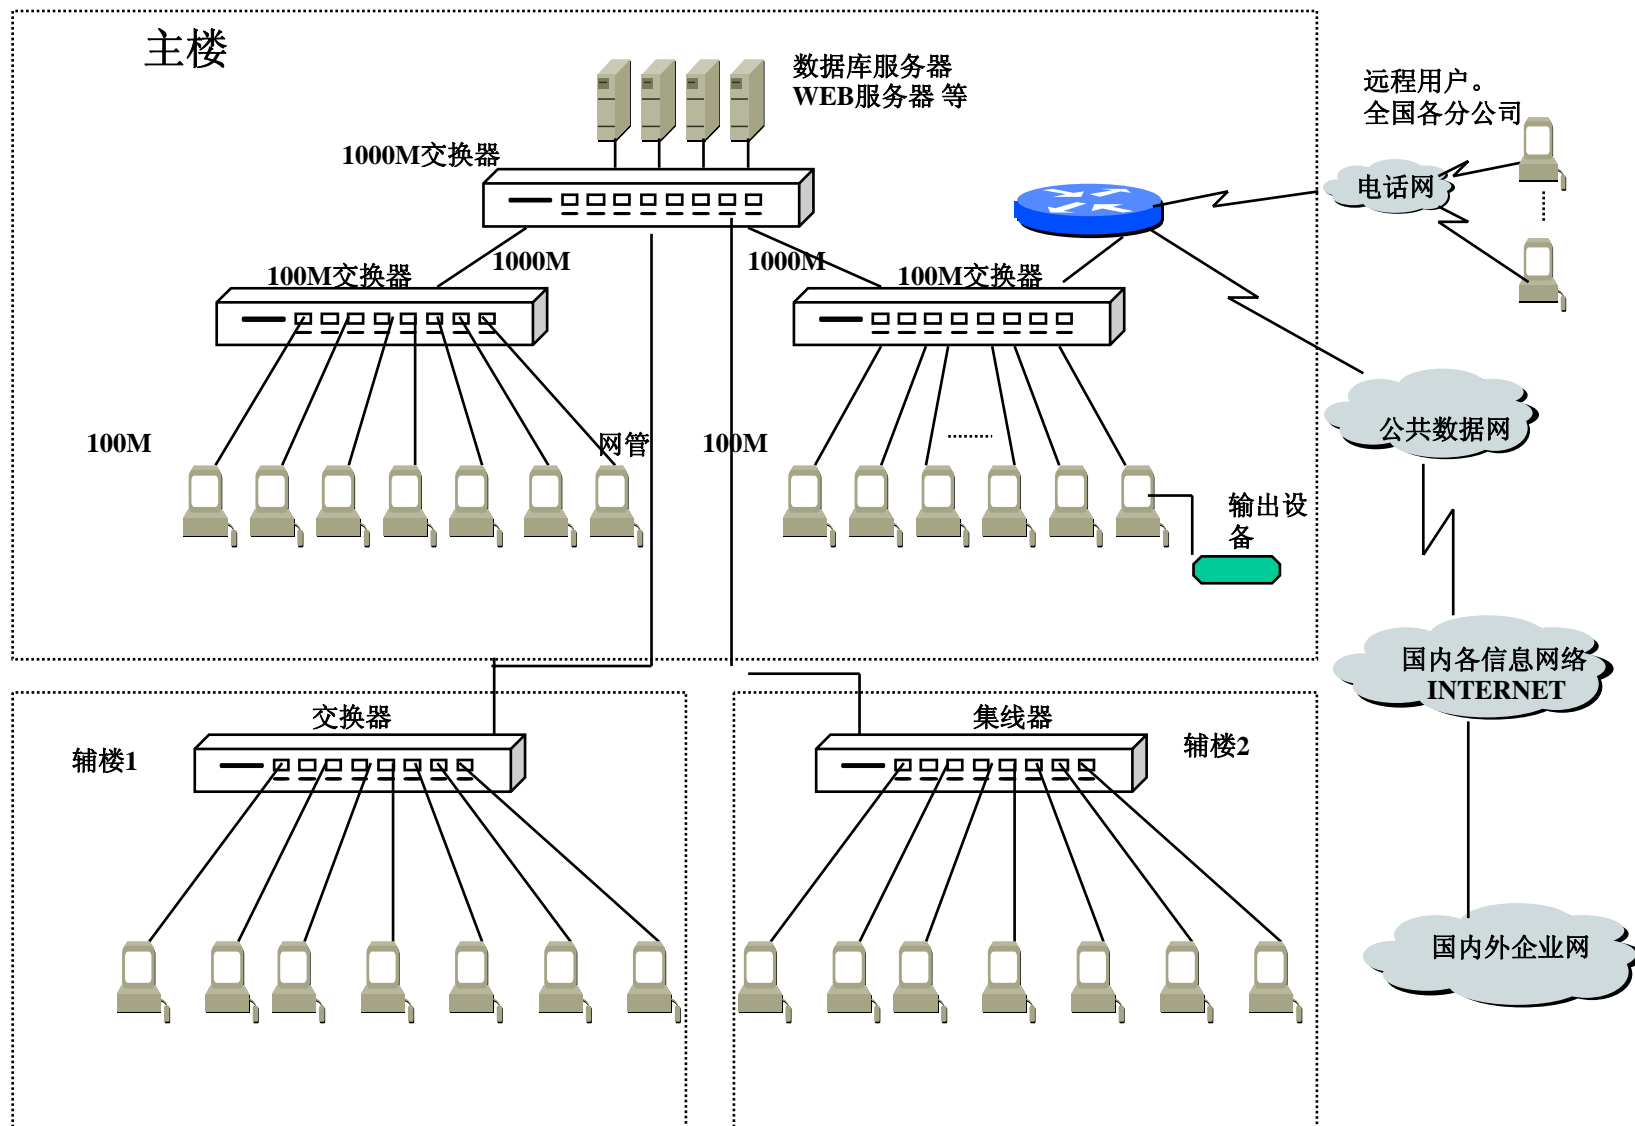 主楼
数据库服务器
WEB服务器 等
远程用户。
全国各分公司
1000M交换器
电话网
1000M
1000M
100M交换器
100M交换器
公共数据网
100M
网管
100M
输出设
备
国内各信息网络
INTERNET
交换器
集线器
辅楼1
辅楼2
国内外企业网